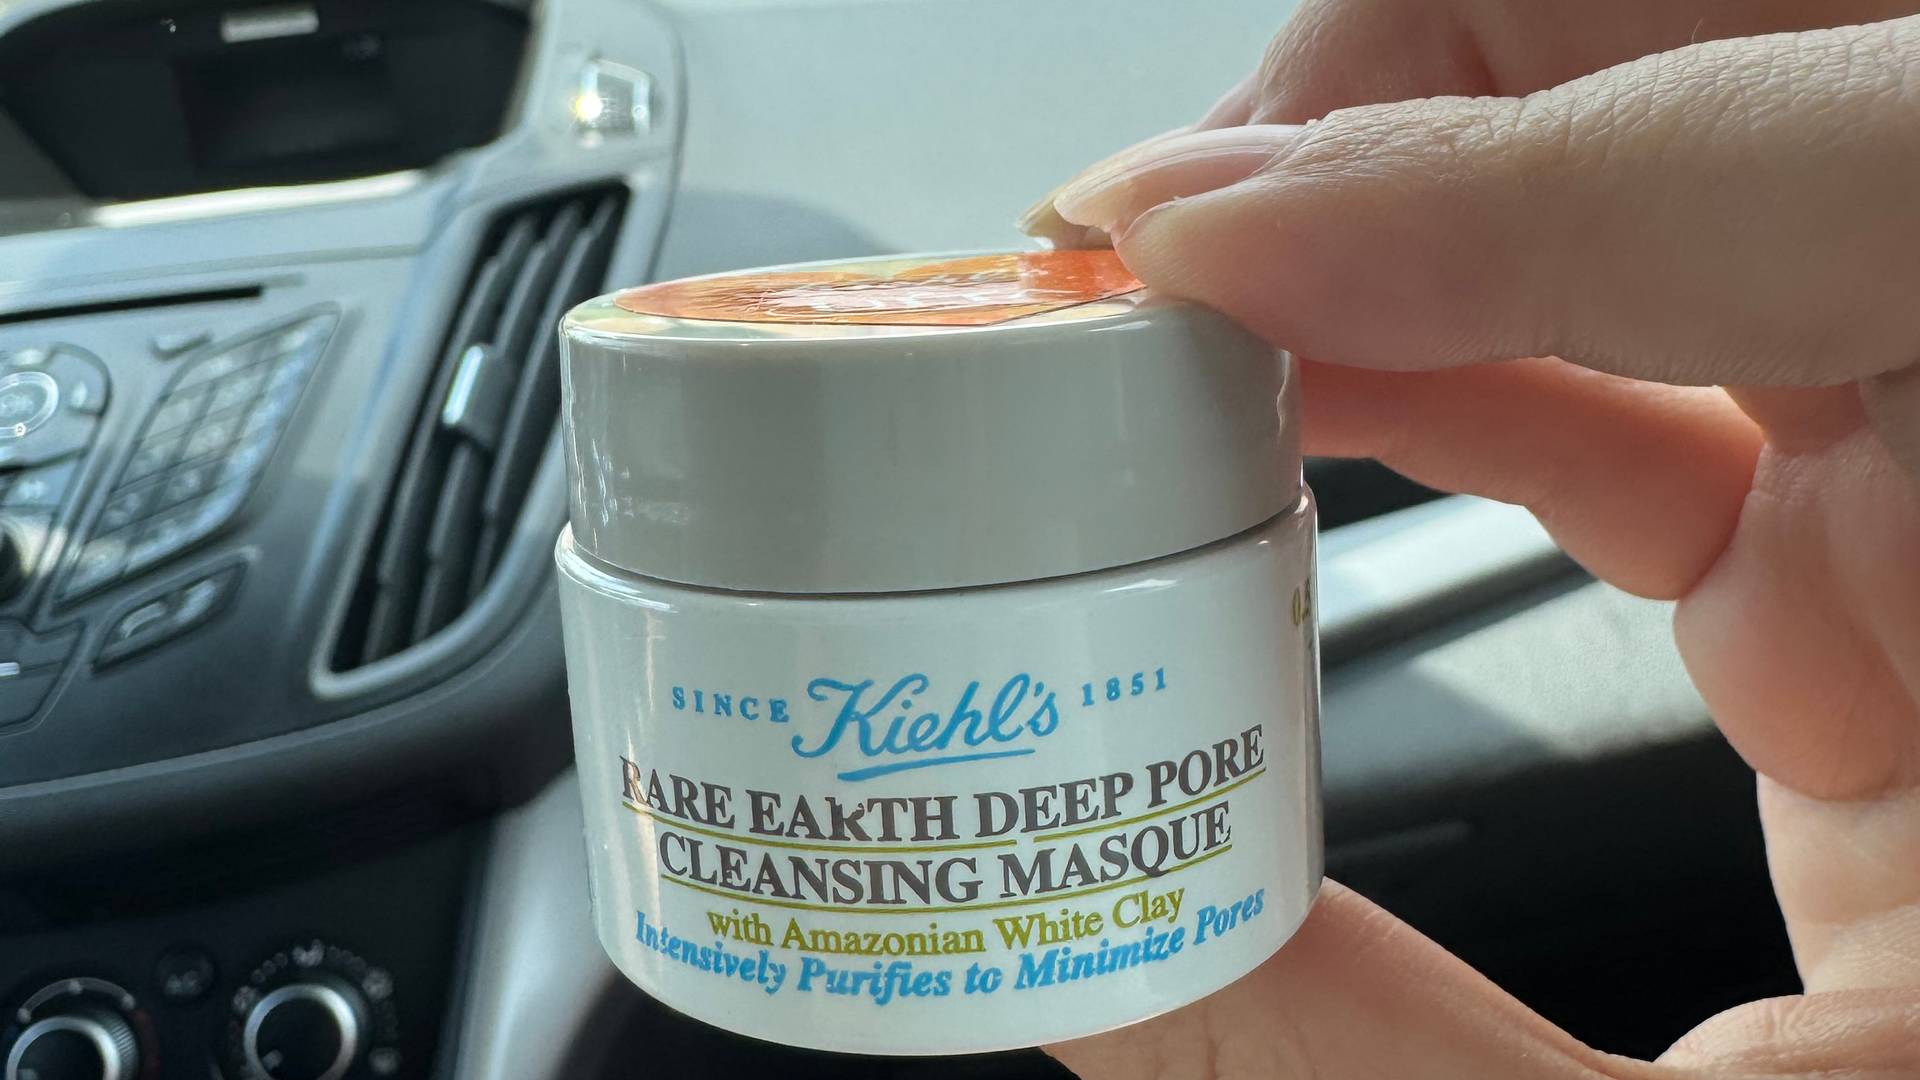 SINCE Kiehl's 1851
RARE EARTH DEEP PORE
CLEANSING MASQUE
with Amazonian White Clay
Intensively Purifies to Minimize Pores